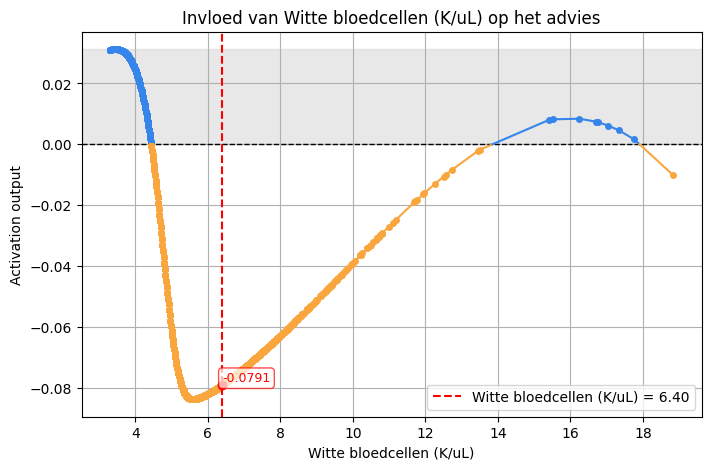 Invloed van Witte bloedcellen (K/uL) op het advies
Activation output
0.02
0.00
−0.02
−0.04
−0.06
−0.08
-0.0791
Witte bloedcellen (K/uL) = 6.40
4 6 8 10 12 14 16 18
Witte bloedcellen (K/uL)